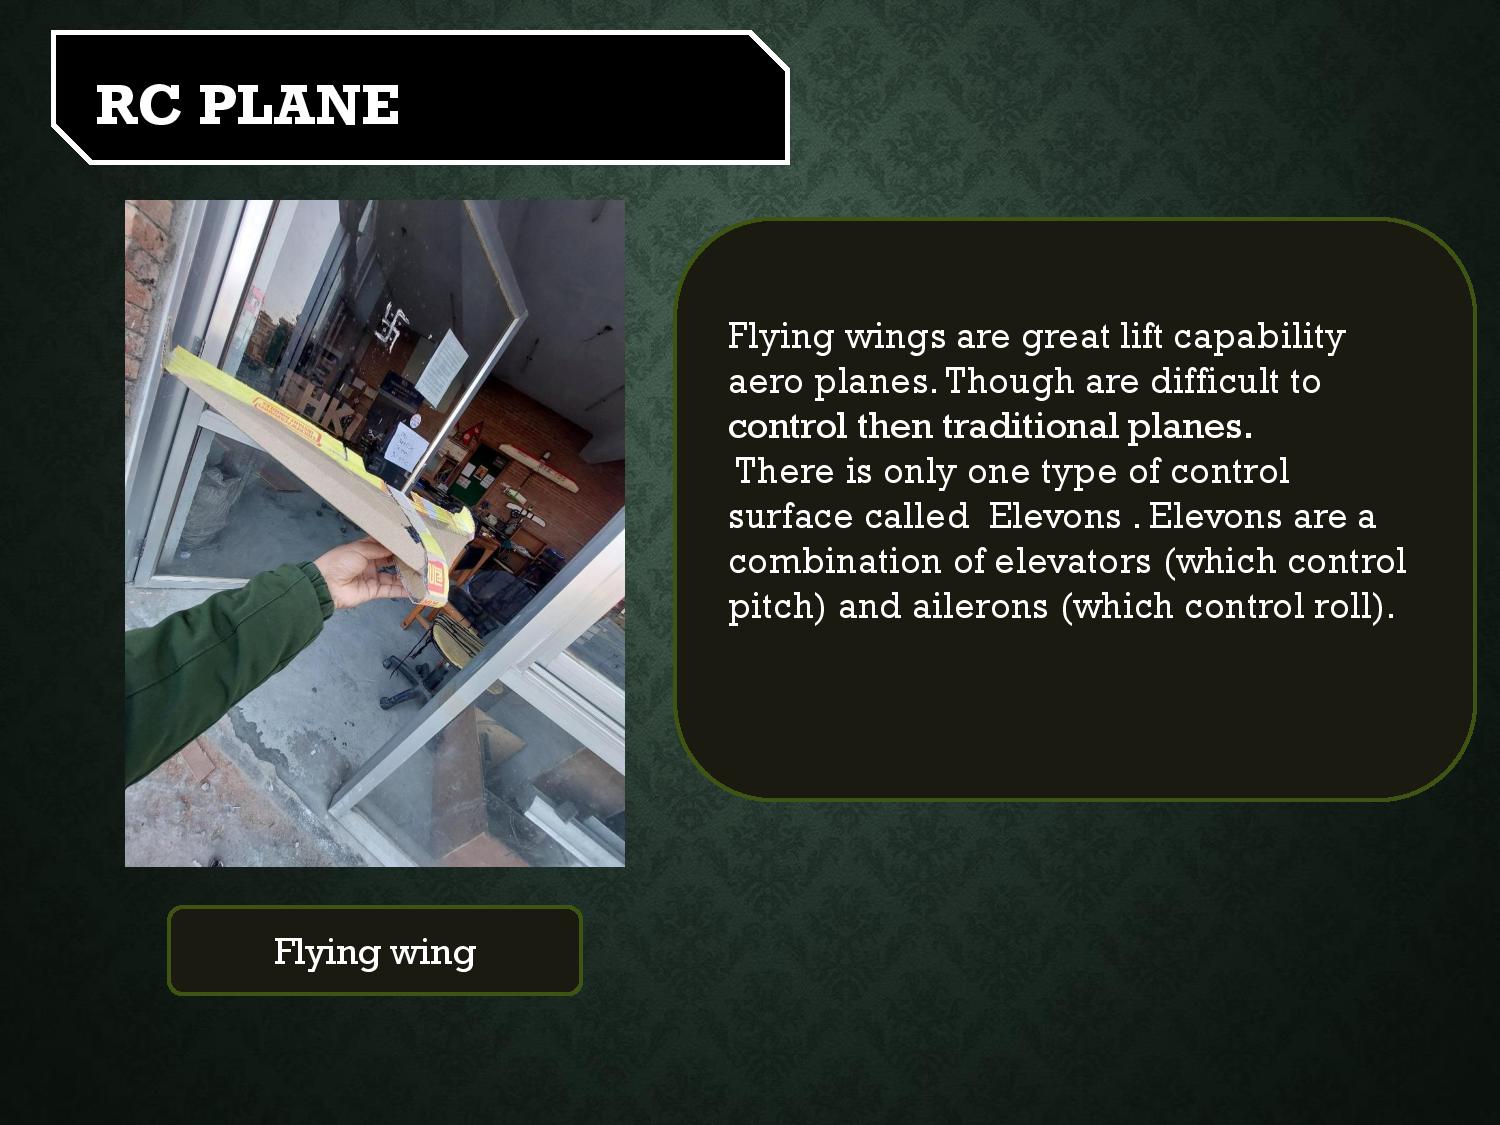 RC PLANE
Flying wings are great lift capability
aero planes. Though are difficult to
control then traditional planes.
There is only one type of control
surface called  Elevons . Elevons are a
combination of elevators (which control
pitch) and ailerons (which control roll).
Flying wing